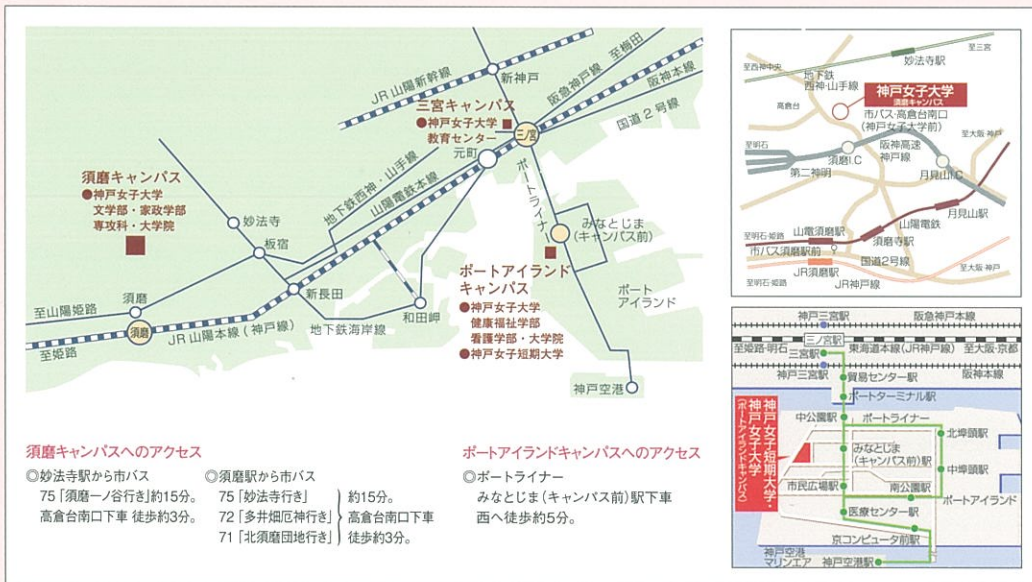 JR山陽新幹線
新神戸
阪急神戸線
至梅田
阪神本線
国道2号線
三宮キャンパス
●神戸女子大学
教育センター
三ノ宮
元町
ポートライナー
地下鉄西神・山手線
山陽電鉄本線
須磨キャンパス
●神戸女子大学
文学部・家政学部
専攻科・大学院
妙法寺
板宿
みなとじま
(キャンパス前)
ポートアイランド
キャンパス
●神戸女子大学
健康福祉学部
看護学部・大学院
●神戸女子短期大学
ポート
アイランド
須磨
至山陽姫路
須磨
至姫路
JR山陽本線(神戸線)
新長田
地下鉄海岸線
和田岬
神戸空港
須磨キャンパスへのアクセス
◎妙法寺駅から市バス
75「須磨一ノ谷行き」約15分。
高倉台南口下車 徒歩約3分。
◎須磨駅から市バス
75「妙法寺行き」
72「多井畑厄神行き」
71「北須磨団地行き」
約15分。
高倉台南口下車
徒歩約3分。
ポートアイランドキャンパスへのアクセス
◎ポートライナー
みなとじま(キャンパス前)駅下車
西へ徒歩約5分。
至三宮
妙法寺駅
至西神中央
地下鉄
西神・山手線
高倉台
神戸女子大学
須磨キャンパス
市バス・高倉台南口
(神戸女子大学前)
至大阪・神戸
至明石
須磨I.C
阪神高速
神戸線
第二神明
月見山I.C
月見山駅
山陽電鉄
山電須磨駅
須磨寺駅
至明石・姫路
市バス須磨駅前
国道2号線
JR須磨駅
JR神戸線
至大阪・神戸
至明石・姫路
神戸三宮駅
阪急神戸本線
三ノ宮駅
至姫路・明石
東海道本線(JR神戸線)
至大阪・京都
三宮駅
神戸三宮駅
阪神本線
貿易センター駅
ポートターミナル駅
中公園駅
ポートライナー
北埠頭駅
神戸女子短期大学・
神戸女子大学
(ポートアイランドキャンパス)
みなとじま
(キャンパス前)駅
中埠頭駅
市民広場駅
南公園駅
ポートアイランド
医療センター駅
京コンピュータ前駅
神戸空港
マリンエア
神戸空港駅